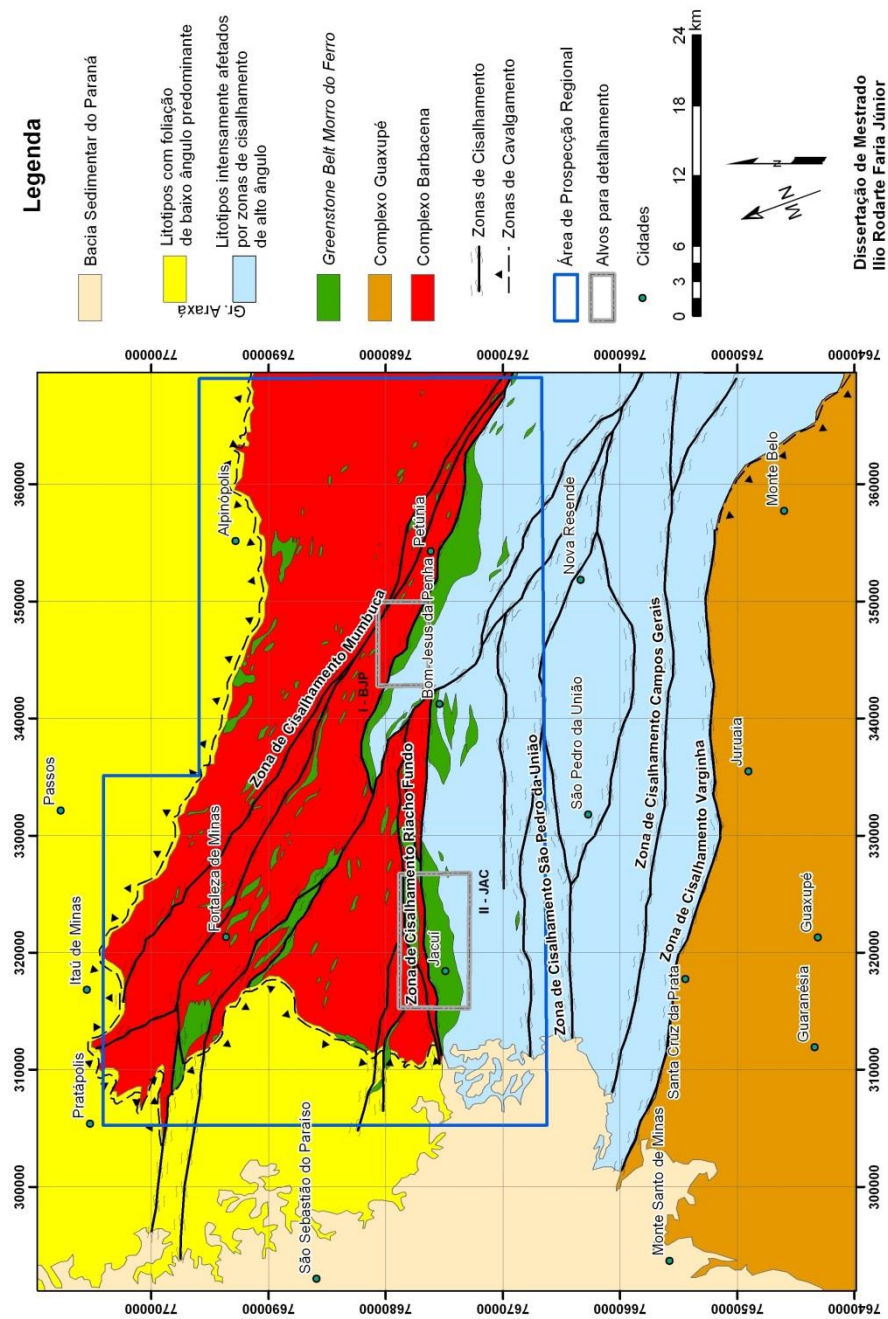 Legenda
Bacia Sedimentar do Paraná
Gr. Araxá
Litotipos com foliação
de baixo ângulo predominante
Litotipos intensamente afetados
por zonas de cisalhamento
de alto ângulo
Greenstone Belt Morro do Ferro
Complexo Guaxupé
Complexo Barbacena
Zonas de Cisalhamento
Zonas de Cavalgamento
Área de Prospecção Regional
Alvos para detalhamento
Cidades
0 3 6 12 18 24
km
N
N
M
Dissertação de Mestrado
Ilio Rodarte Faria Júnior
300000 310000 320000 330000 340000 350000 360000
7700000
7690000
7680000
7670000
7660000
7650000
7640000
7700000
7690000
7680000
7670000
7660000
7650000
7640000
Passos
Itaú de Minas
Pratápolis
Alpinópolis
Fortaleza de Minas
São Sebastião do Paraíso
Zona de Cisalhamento Mumbuca
I - BJP
Petúnia
Bom Jesus da Penha
Zona de Cisalhamento Riacho Fundo
Jacuí
II - JAC
Nova Resende
Zona de Cisalhamento São Pedro da União
São Pedro da União
Zona de Cisalhamento Campos Gerais
Zona de Cisalhamento Varginha
Santa Cruz da Prata
Monte Santo de Minas
Monte Belo
Juruaia
Guaxupé
Guaranésia